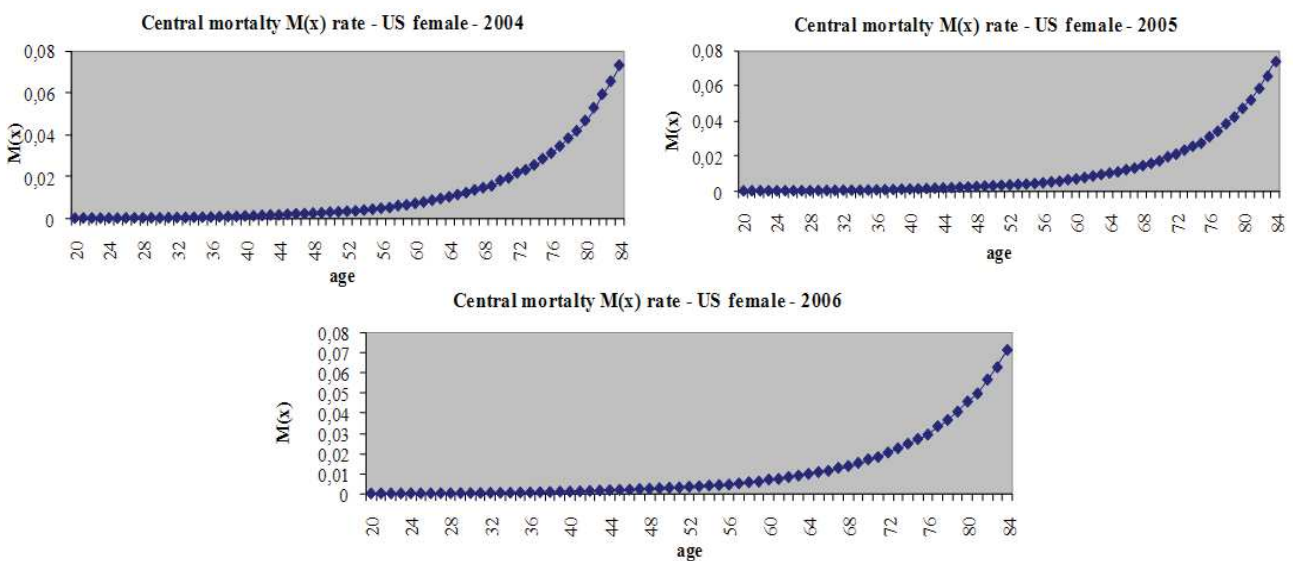 Central mortalty M(x) rate - US female - 2004
0,08
0,06
0,04
0,02
0
M(x)
20 24 28 32 36 40 44 48 52 56 60 64 68 72 76 80 84
age
Central mortalty M(x) rate - US female - 2005
0,08
0,06
0,04
0,02
0
M(x)
20 24 28 32 36 40 44 48 52 56 60 64 68 72 76 80 84
age
Central mortalty M(x) rate - US female - 2006
0,08
0,07
0,06
0,05
0,04
0,03
0,02
0,01
0
M(x)
20 24 28 32 36 40 44 48 52 56 60 64 68 72 76 80 84
age